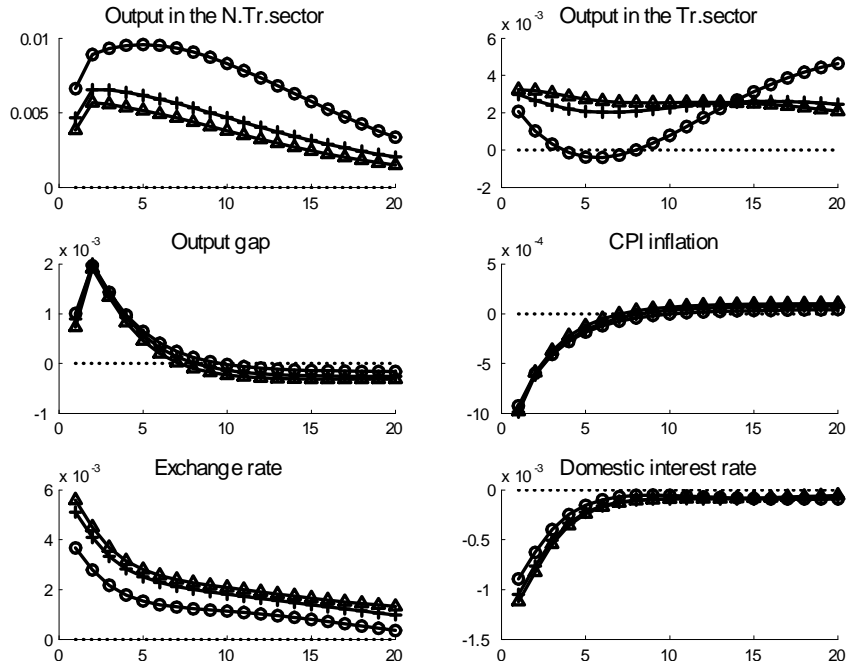 Output in the N.Tr.sector
0.01
0.005
0
0 5 10 15 20
Output in the Tr.sector
x 10-3
6
4
2
0
-2
0 5 10 15 20
Output gap
x 10-3
2
1
0
-1
0 5 10 15 20
CPI inflation
x 10-4
5
0
-5
-10
0 5 10 15 20
Exchange rate
x 10-3
6
4
2
0
0 5 10 15 20
Domestic interest rate
x 10-3
0
-0.5
-1
-1.5
0 5 10 15 20